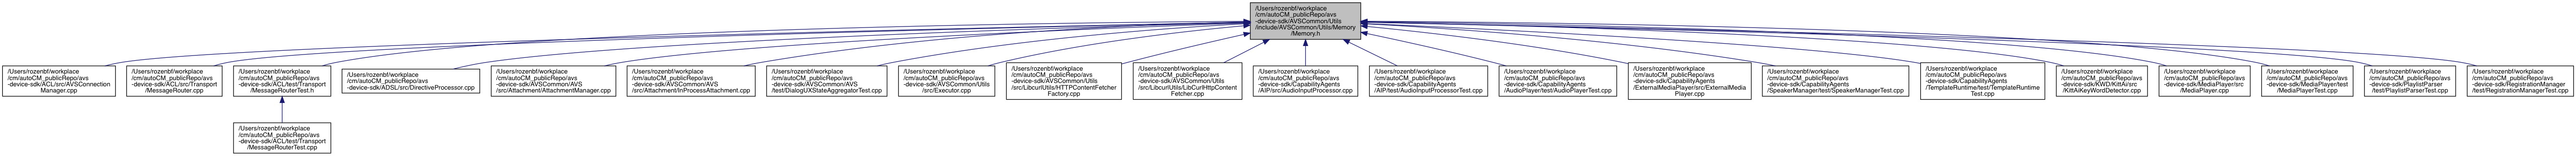 /Users/rozenbf/workplace
/cm/autoCM_publicRepo/avs
-device-sdk/AVSCommon/Utils
/include/AVSCommon/Utils/Memory
/Memory.h
/Users/rozenbf/workplace
/cm/autoCM_publicRepo/avs
-device-sdk/ACL/src/AVSConnection
Manager.cpp
/Users/rozenbf/workplace
/cm/autoCM_publicRepo/avs
-device-sdk/ACL/src/Transport
/MessageRouter.cpp
/Users/rozenbf/workplace
/cm/autoCM_publicRepo/avs
-device-sdk/ACL/test/Transport
/MessageRouterTest.h
/Users/rozenbf/workplace
/cm/autoCM_publicRepo/avs
-device-sdk/ADSL/src/DirectiveProcessor.cpp
/Users/rozenbf/workplace
/cm/autoCM_publicRepo/avs
-device-sdk/AVSCommon/AVS
/src/Attachment/AttachmentManager.cpp
/Users/rozenbf/workplace
/cm/autoCM_publicRepo/avs
-device-sdk/AVSCommon/AVS
/src/Attachment/InProcessAttachment.cpp
/Users/rozenbf/workplace
/cm/autoCM_publicRepo/avs
-device-sdk/AVSCommon/AVS
/test/DialogUXStateAggregatorTest.cpp
/Users/rozenbf/workplace
/cm/autoCM_publicRepo/avs
-device-sdk/AVSCommon/Utils
/src/Executor.cpp
/Users/rozenbf/workplace
/cm/autoCM_publicRepo/avs
-device-sdk/AVSCommon/Utils
/src/LibcurlUtils/HTTPContentFetcher
Factory.cpp
/Users/rozenbf/workplace
/cm/autoCM_publicRepo/avs
-device-sdk/AVSCommon/Utils
/src/LibcurlUtils/LibCurlHttpContent
Fetcher.cpp
/Users/rozenbf/workplace
/cm/autoCM_publicRepo/avs
-device-sdk/CapabilityAgents
/AIP/src/AudioInputProcessor.cpp
/Users/rozenbf/workplace
/cm/autoCM_publicRepo/avs
-device-sdk/CapabilityAgents
/AIP/test/AudioInputProcessorTest.cpp
/Users/rozenbf/workplace
/cm/autoCM_publicRepo/avs
-device-sdk/CapabilityAgents
/AudioPlayer/test/AudioPlayerTest.cpp
/Users/rozenbf/workplace
/cm/autoCM_publicRepo/avs
-device-sdk/CapabilityAgents
/ExternalMediaPlayer/src/ExternalMedia
Player.cpp
/Users/rozenbf/workplace
/cm/autoCM_publicRepo/avs
-device-sdk/CapabilityAgents
/SpeakerManager/test/SpeakerManagerTest.cpp
/Users/rozenbf/workplace
/cm/autoCM_publicRepo/avs
-device-sdk/CapabilityAgents
/TemplateRuntime/test/TemplateRuntime
Test.cpp
/Users/rozenbf/workplace
/cm/autoCM_publicRepo/avs
-device-sdk/KWD/KittAi/src
/KittAiKeyWordDetector.cpp
/Users/rozenbf/workplace
/cm/autoCM_publicRepo/avs
-device-sdk/MediaPlayer/src
/MediaPlayer.cpp
/Users/rozenbf/workplace
/cm/autoCM_publicRepo/avs
-device-sdk/MediaPlayer/test
/MediaPlayerTest.cpp
/Users/rozenbf/workplace
/cm/autoCM_publicRepo/avs
-device-sdk/PlaylistParser
/test/PlaylistParserTest.cpp
/Users/rozenbf/workplace
/cm/autoCM_publicRepo/avs
-device-sdk/RegistrationManager
/test/RegistrationManagerTest.cpp
/Users/rozenbf/workplace
/cm/autoCM_publicRepo/avs
-device-sdk/ACL/test/Transport
/MessageRouterTest.cpp